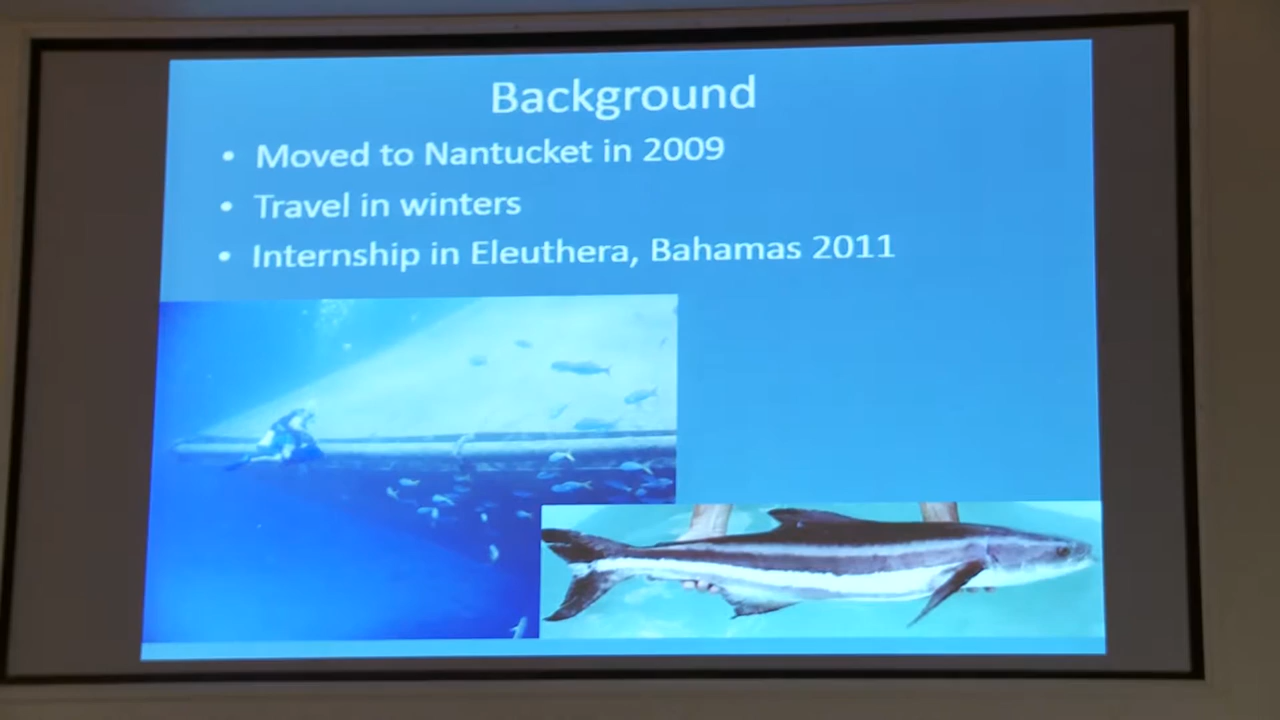 Background
• Moved to Nantucket in 2009
• Travel in winters
• Internship in Eleuthera, Bahamas 2011